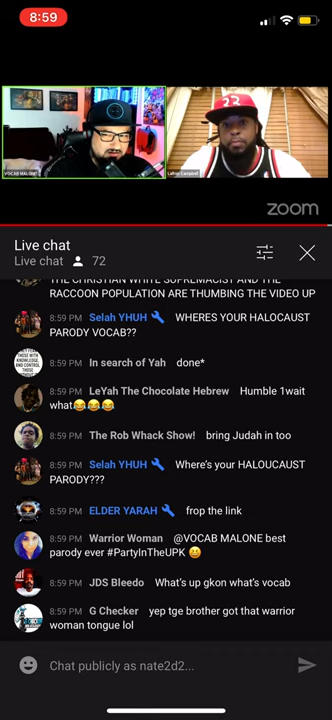 8:59
VOCAB MALONE
LaRon Campbell
zoom
Live chat
Live chat 72
THE CHRISTIAN WHITE SUPREMACIST AND THE
RACCOON POPULATION ARE THUMBING THE VIDEO UP
8:59 PM Selah YHUH WHERES YOUR HALOCAUST
PARODY VOCAB??
8:59 PM In search of Yah done*
8:59 PM LeYah The Chocolate Hebrew Humble 1wait
what😂😂😂
8:59 PM The Rob Whack Show! bring Judah in too
8:59 PM Selah YHUH Where's your HALOUCAUST
PARODY???
8:59 PM ELDER YARAH frop the link
8:59 PM Warrior Woman @VOCAB MALONE best
parody ever #PartyInTheUPK 😆
8:59 PM JDS Bleedo What's up gkon what's vocab
8:59 PM G Checker yep tge brother got that warrior
woman tongue lol
Chat publicly as nate2d2...